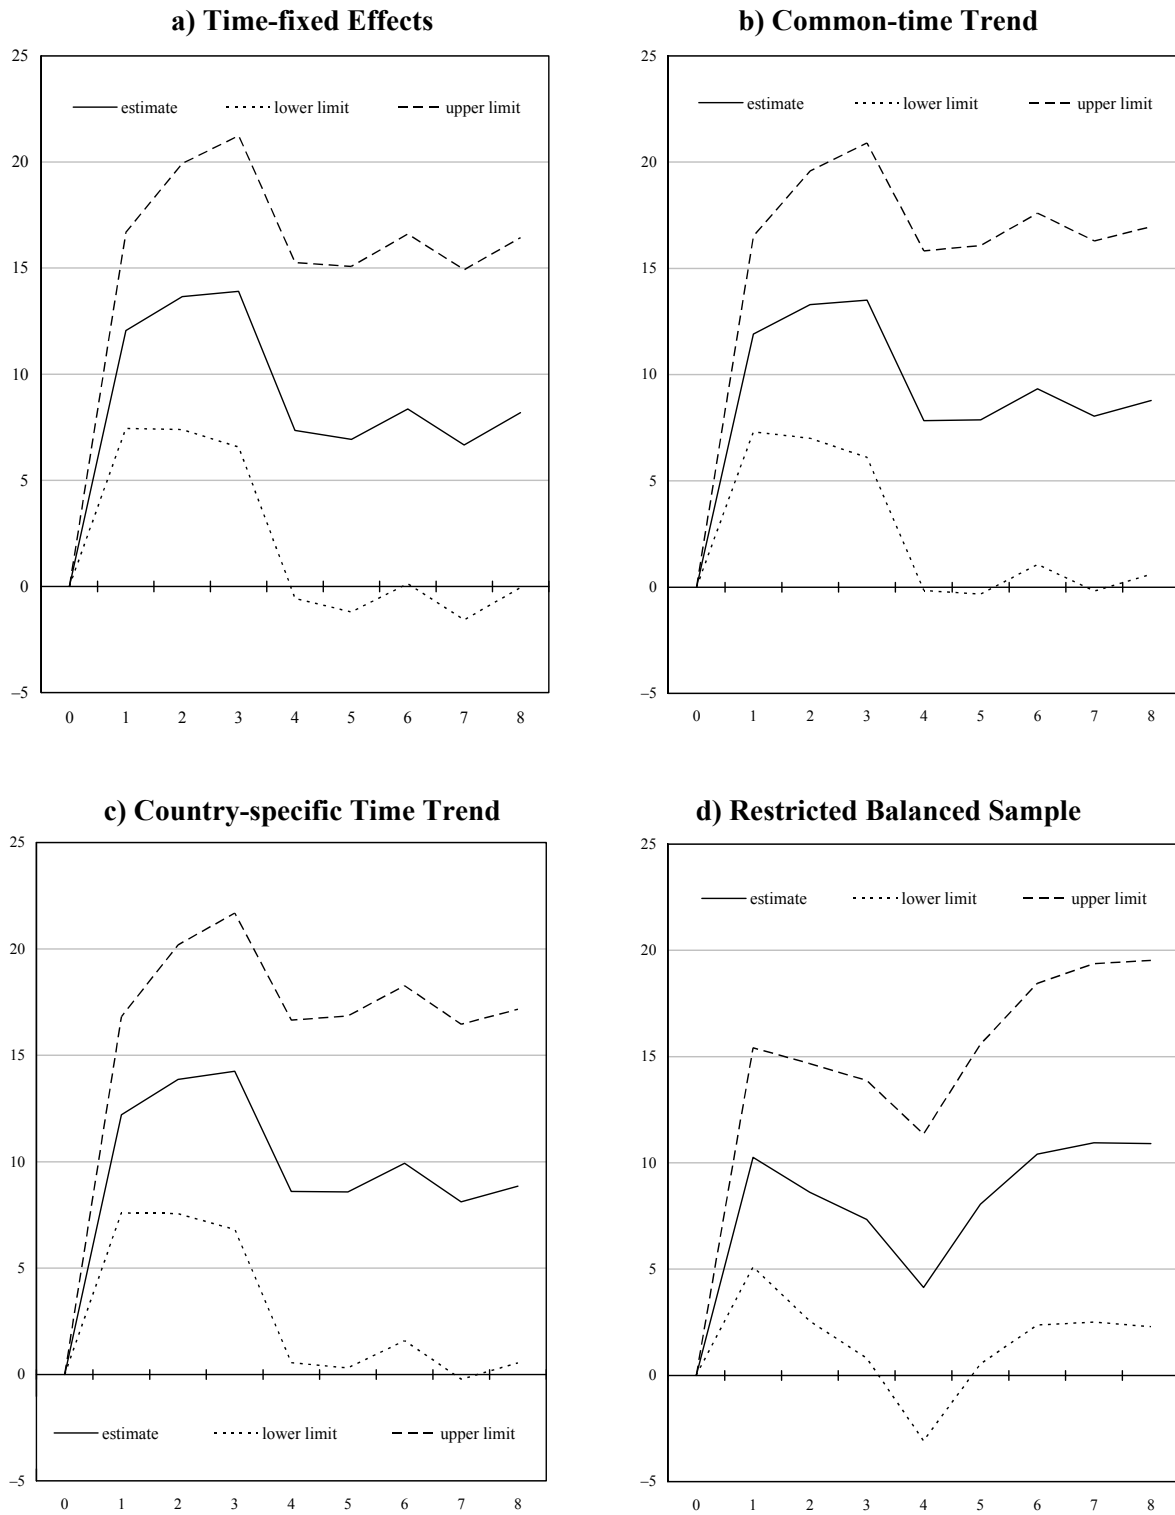 a) Time-fixed Effects
25
estimate lower limit upper limit
20
15
10
5
0
–5
0 1 2 3 4 5 6 7 8
b) Common-time Trend
25
estimate lower limit upper limit
20
15
10
5
0
–5
0 1 2 3 4 5 6 7 8
c) Country-specific Time Trend
25
20
15
10
5
0
estimate lower limit upper limit
–5
0 1 2 3 4 5 6 7 8
d) Restricted Balanced Sample
25
estimate lower limit upper limit
20
15
10
5
0
–5
0 1 2 3 4 5 6 7 8